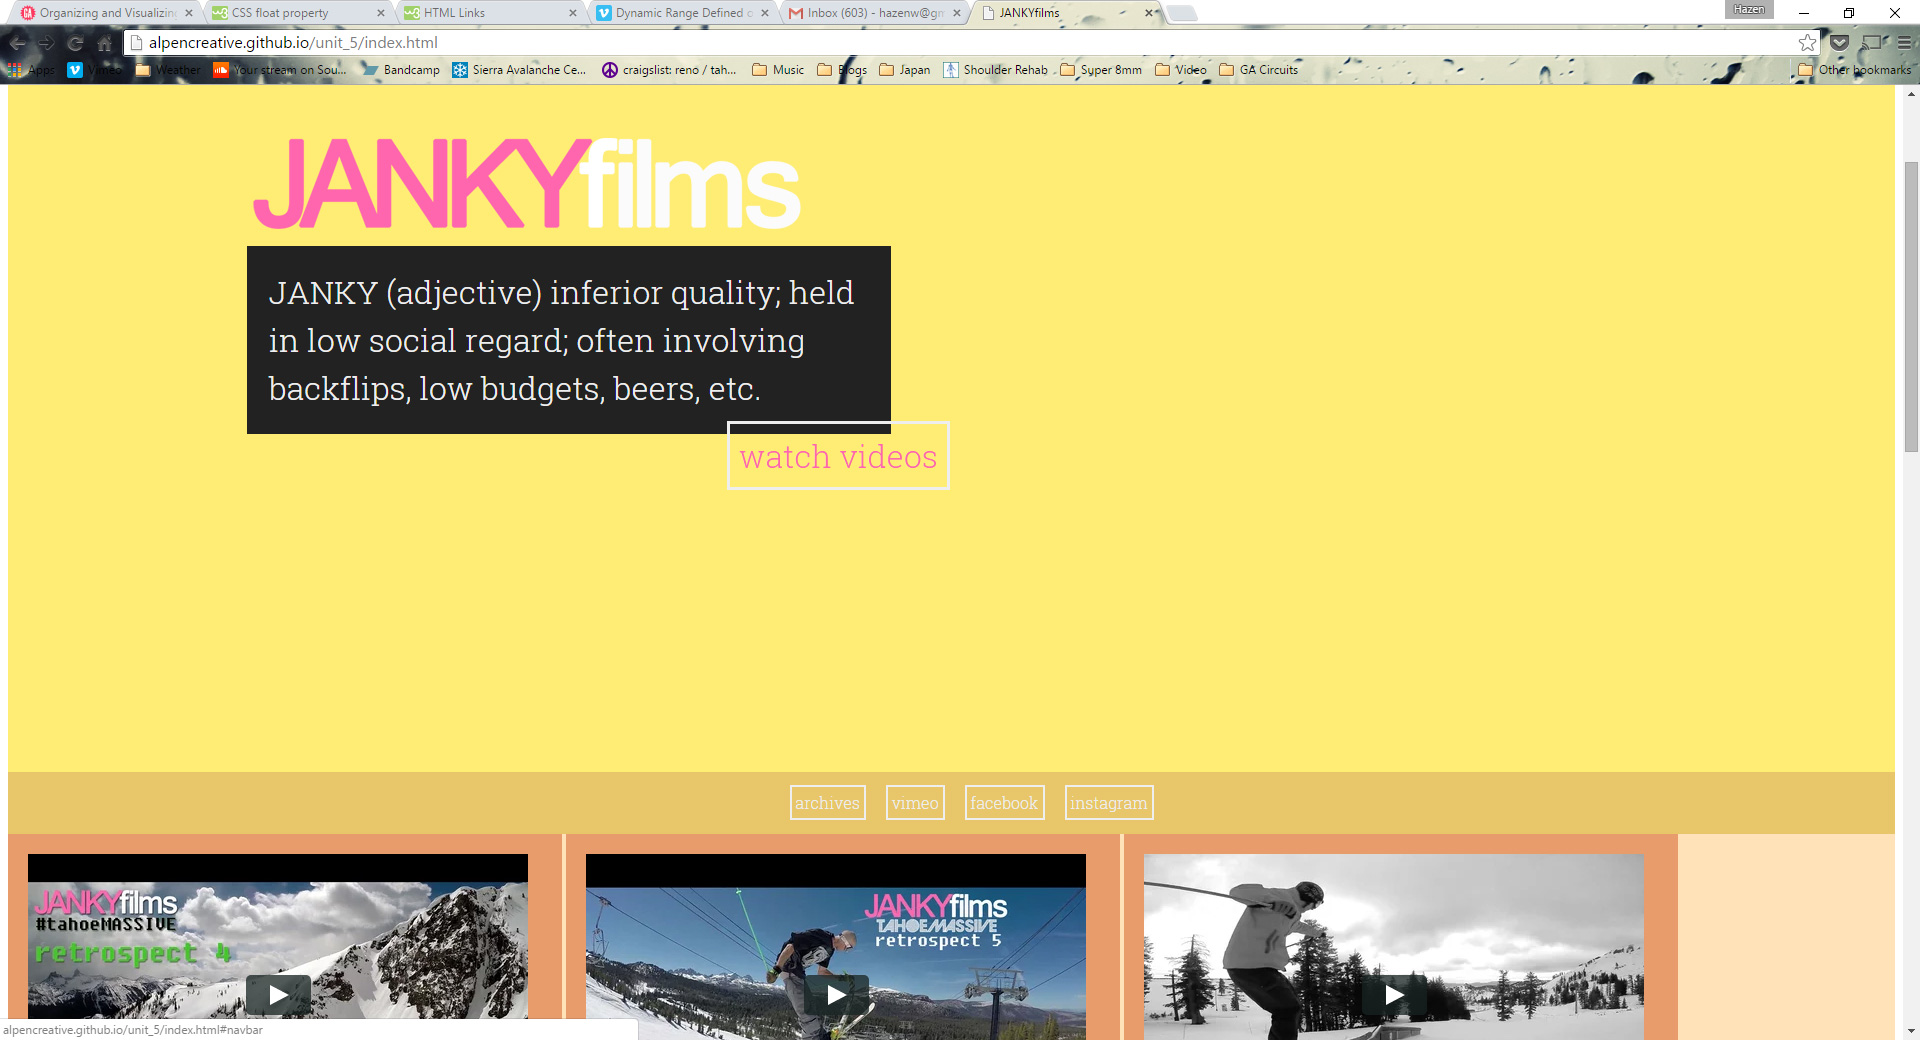 Organizing and Visualizin
CSS float property
HTML Links
Dynamic Range Defined o
Inbox (603) - hazenw@gm
JANKYfilms
Hazen
alpencreative.github.io/unit_5/index.html
Apps
Vimeo
Weather
Your stream on Sou...
Bandcamp
Sierra Avalanche Ce...
craigslist: reno / tah...
Music
Blogs
Japan
Shoulder Rehab
Super 8mm
Video
GA Circuits
Other bookmarks
JANKYfilms
JANKY (adjective) inferior quality; held
in low social regard; often involving
backflips, low budgets, beers, etc.
watch videos
archives
vimeo
facebook
instagram
JANKYfilms
#tahoeMASSIVE
retrospect 4
JANKYfilms
TAHOEMASSIVE
retrospect 5
alpencreative.github.io/unit_5/index.html#navbar